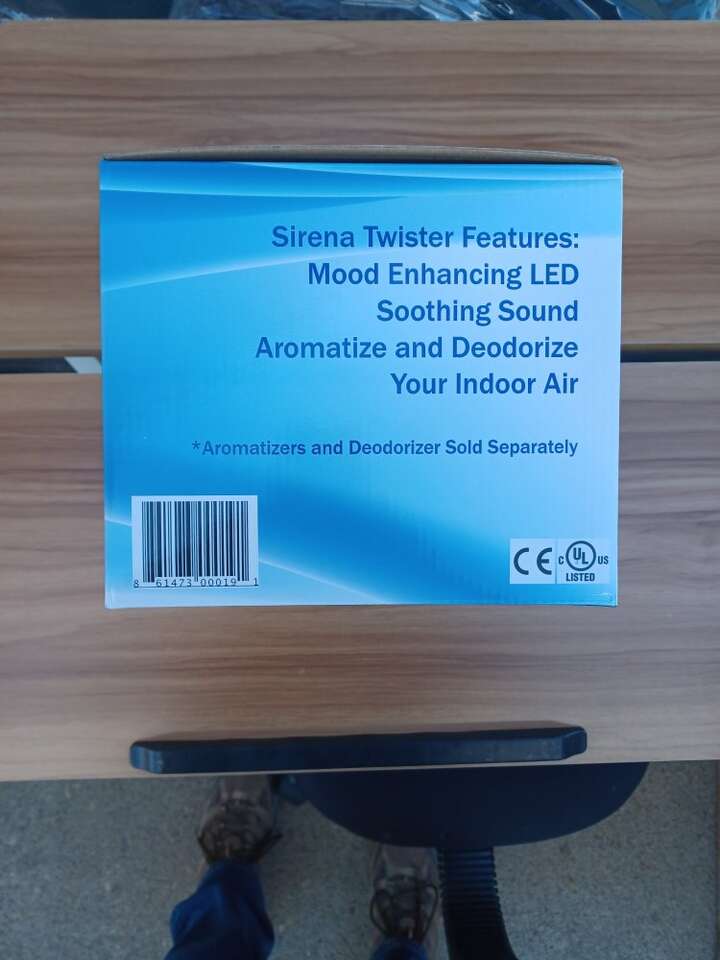 Sirena Twister Features:
Mood Enhancing LED
Soothing Sound
Aromatize and Deodorize
Your Indoor Air
*Aromatizers and Deodorizer Sold Separately
8 61473 00019 1
CE
C UL US
LISTED